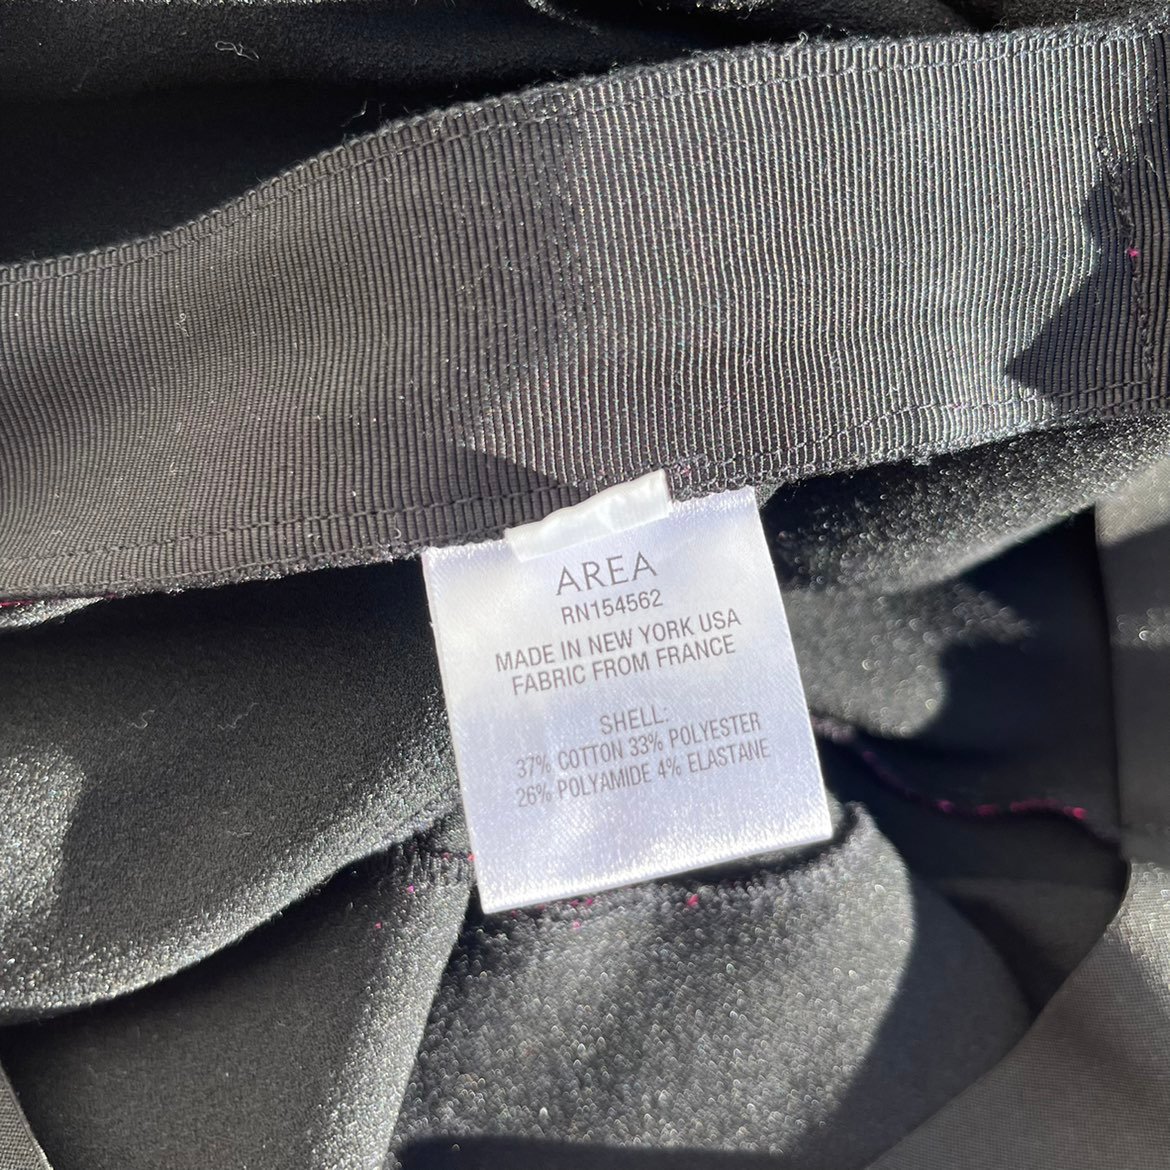 AREA
RN154562
MADE IN NEW YORK USA
FABRIC FROM FRANCE
SHELL:
37% COTTON 33% POLYESTER
26% POLYAMIDE 4% ELASTANE